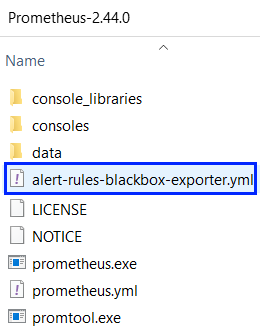 Prometheus-2.44.0
Name
console_libraries
consoles
data
alert-rules-blackbox-exporter.yml
LICENSE
NOTICE
prometheus.exe
prometheus.yml
promtool.exe